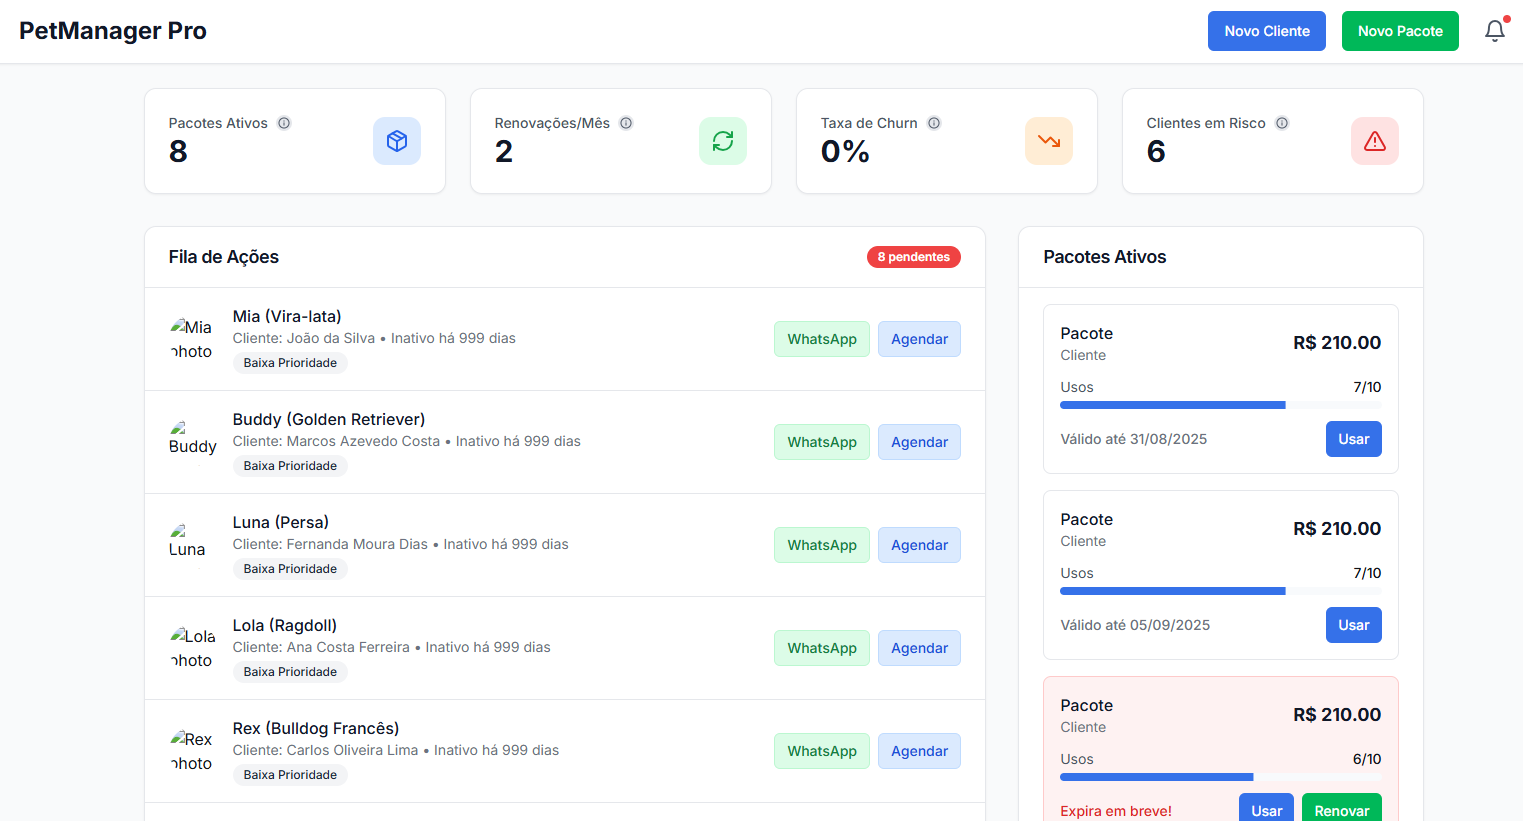 PetManager Pro
Novo Cliente
Novo Pacote
Pacotes Ativos
8
Renovações/Mês
2
Taxa de Churn
0%
Clientes em Risco
6
Fila de Ações
8 pendentes
Mia
photo
Mia (Vira-lata)
Cliente: João da Silva • Inativo há 999 dias
Baixa Prioridade
WhatsApp
Agendar
Buddy
Buddy (Golden Retriever)
Cliente: Marcos Azevedo Costa • Inativo há 999 dias
Baixa Prioridade
WhatsApp
Agendar
Luna
Luna (Persa)
Cliente: Fernanda Moura Dias • Inativo há 999 dias
Baixa Prioridade
WhatsApp
Agendar
Lola
photo
Lola (Ragdoll)
Cliente: Ana Costa Ferreira • Inativo há 999 dias
Baixa Prioridade
WhatsApp
Agendar
Rex
photo
Rex (Bulldog Francês)
Cliente: Carlos Oliveira Lima • Inativo há 999 dias
Baixa Prioridade
WhatsApp
Agendar
Pacotes Ativos
Pacote
Cliente
R$ 210.00
Usos
7/10
Válido até 31/08/2025
Usar
Pacote
Cliente
R$ 210.00
Usos
7/10
Válido até 05/09/2025
Usar
Pacote
Cliente
R$ 210.00
Usos
6/10
Expira em breve!
Usar
Renovar